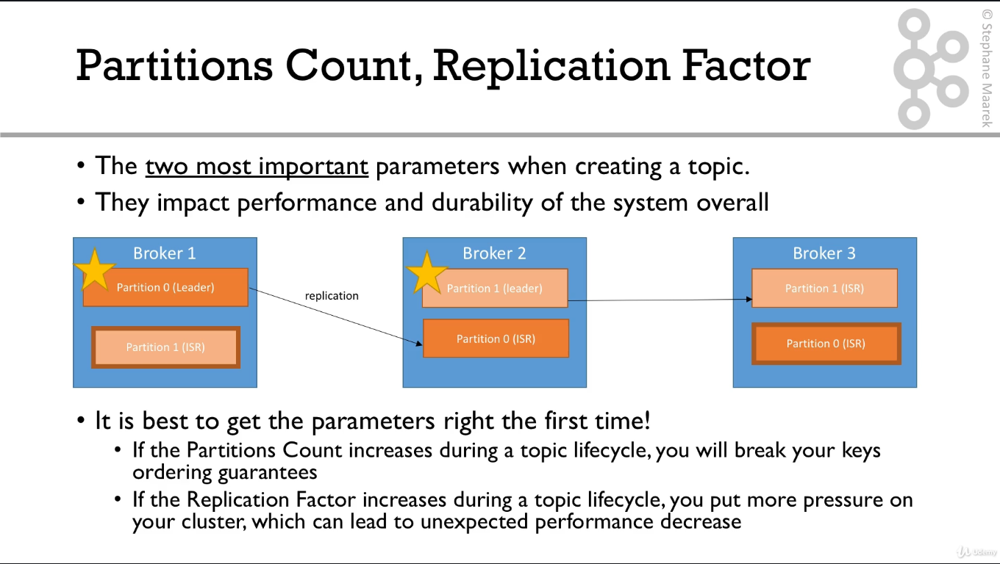 © Stephane Maarek
Partitions Count, Replication Factor
• The two most important parameters when creating a topic.
• They impact performance and durability of the system overall
Broker 1
Partition 0 (Leader)
Partition 1 (ISR)
replication
Broker 2
Partition 1 (leader)
Partition 0 (ISR)
Broker 3
Partition 1 (ISR)
Partition 0 (ISR)
• It is best to get the parameters right the first time!
• If the Partitions Count increases during a topic lifecycle, you will break your keys
ordering guarantees
• If the Replication Factor increases during a topic lifecycle, you put more pressure on
your cluster, which can lead to unexpected performance decrease
Udemy